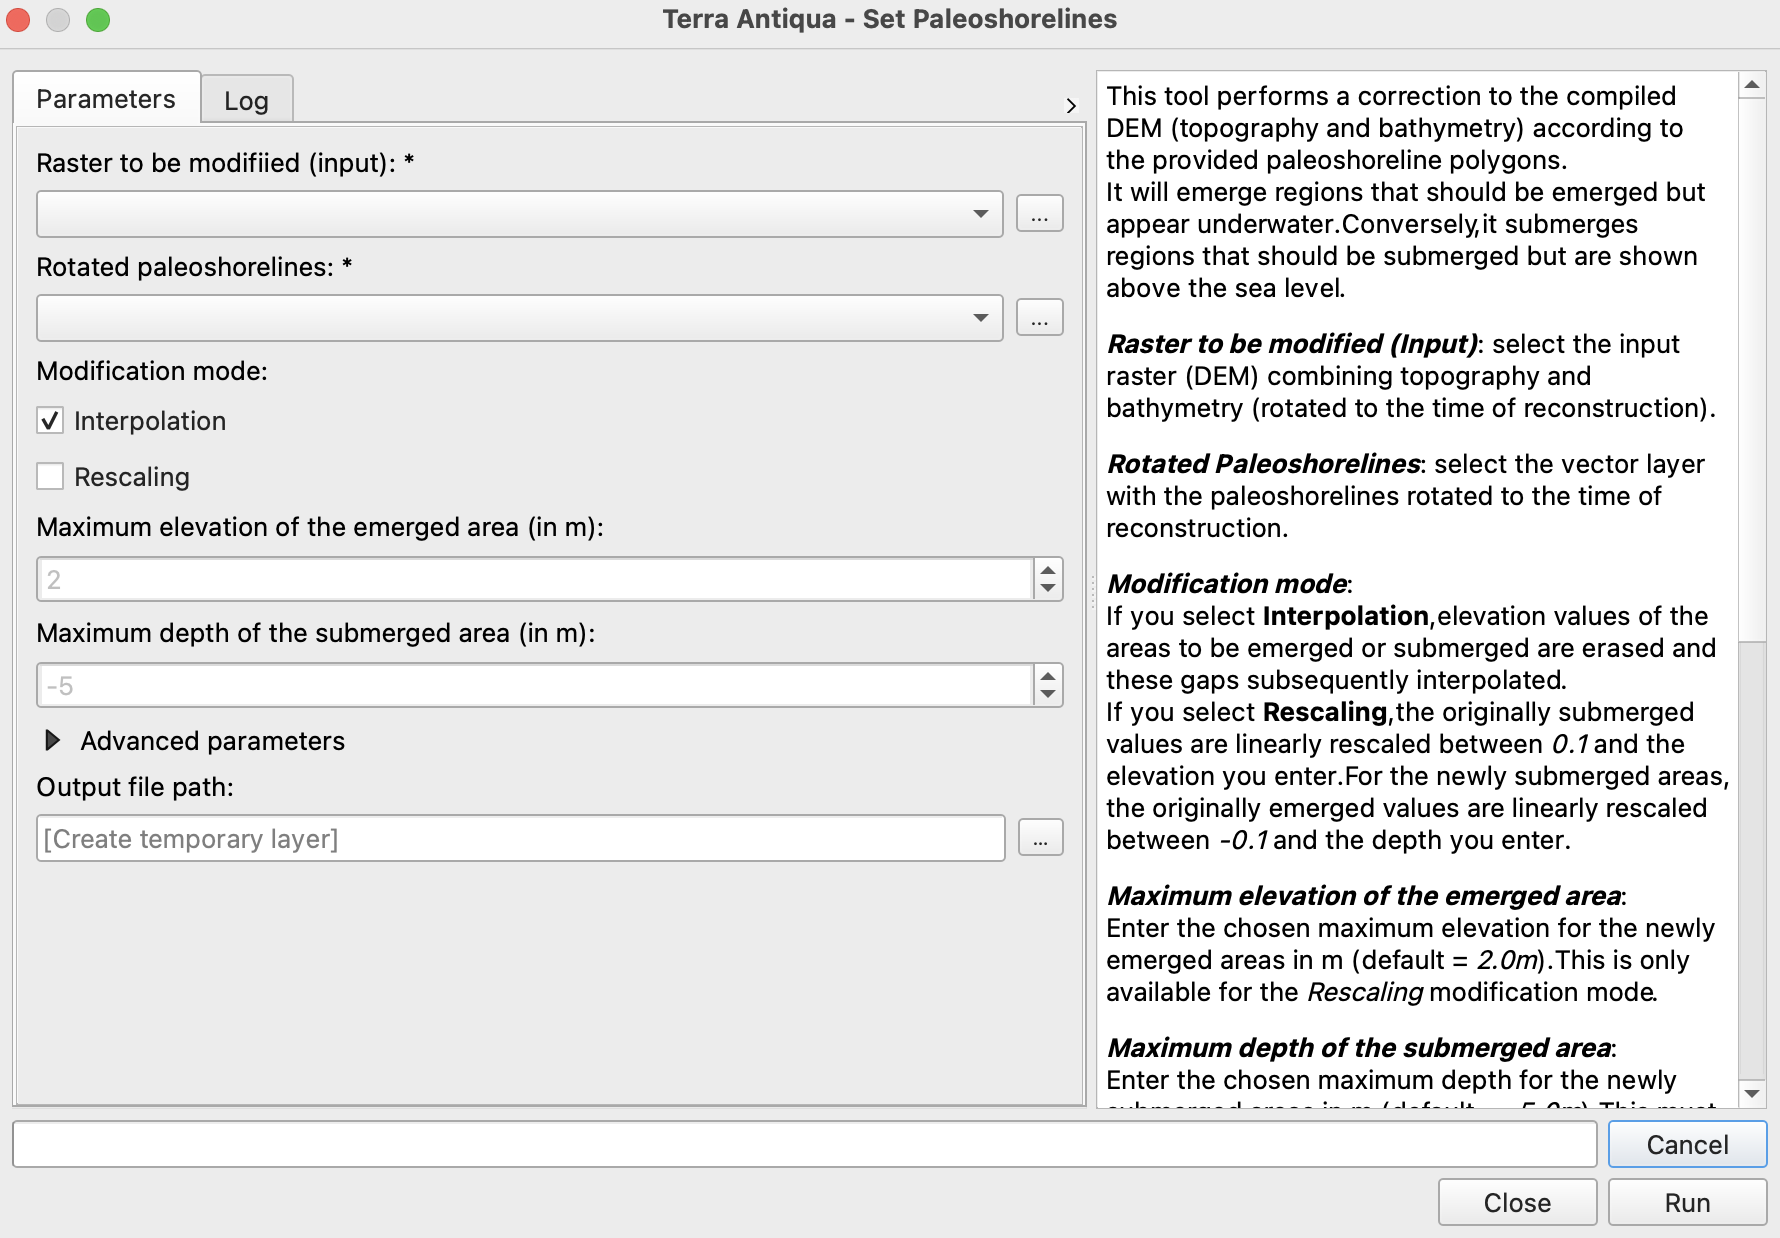 Terra Antiqua - Set Paleoshorelines
Parameters
Log
Raster to be modifiied (input): *
...
Rotated paleoshorelines: *
...
Modification mode:
Interpolation
Rescaling
Maximum elevation of the emerged area (in m):
2
Maximum depth of the submerged area (in m):
-5
Advanced parameters
Output file path:
[Create temporary layer]
...
This tool performs a correction to the compiled
DEM (topography and bathymetry) according to
the provided paleoshoreline polygons.
It will emerge regions that should be emerged but
appear underwater.Conversely,it submerges
regions that should be submerged but are shown
above the sea level.
Raster to be modified (Input): select the input
raster (DEM) combining topography and
bathymetry (rotated to the time of reconstruction).
Rotated Paleoshorelines: select the vector layer
with the paleoshorelines rotated to the time of
reconstruction.
Modification mode:
If you select Interpolation,elevation values of the
areas to be emerged or submerged are erased and
these gaps subsequently interpolated.
If you select Rescaling,the originally submerged
values are linearly rescaled between 0.1 and the
elevation you enter.For the newly submerged areas,
the originally emerged values are linearly rescaled
between -0.1 and the depth you enter.
Maximum elevation of the emerged area:
Enter the chosen maximum elevation for the newly
emerged areas in m (default = 2.0m).This is only
available for the Rescaling modification mode.
Maximum depth of the submerged area:
Enter the chosen maximum depth for the newly
submerged areas in m (default = -5.0m).This must
Cancel
Close
Run